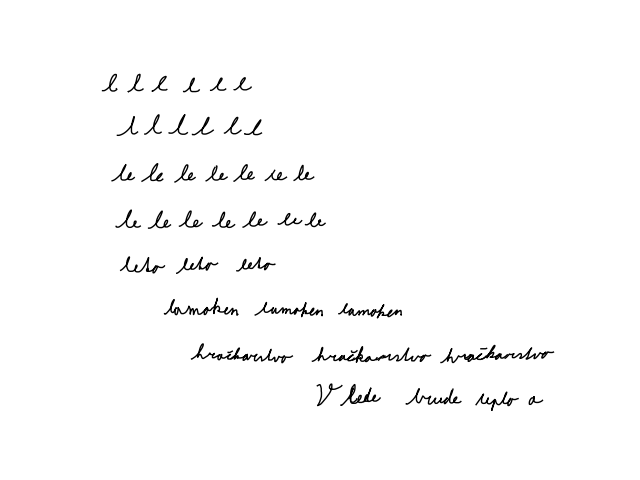 l l l l l l
l l l l l l
le le le le le le le
le le le le le le le
leto leto leto
lamoken lamoken lamoken
hračkarstvo hračkarstvo hračkarstvo
V lede bude teplo a